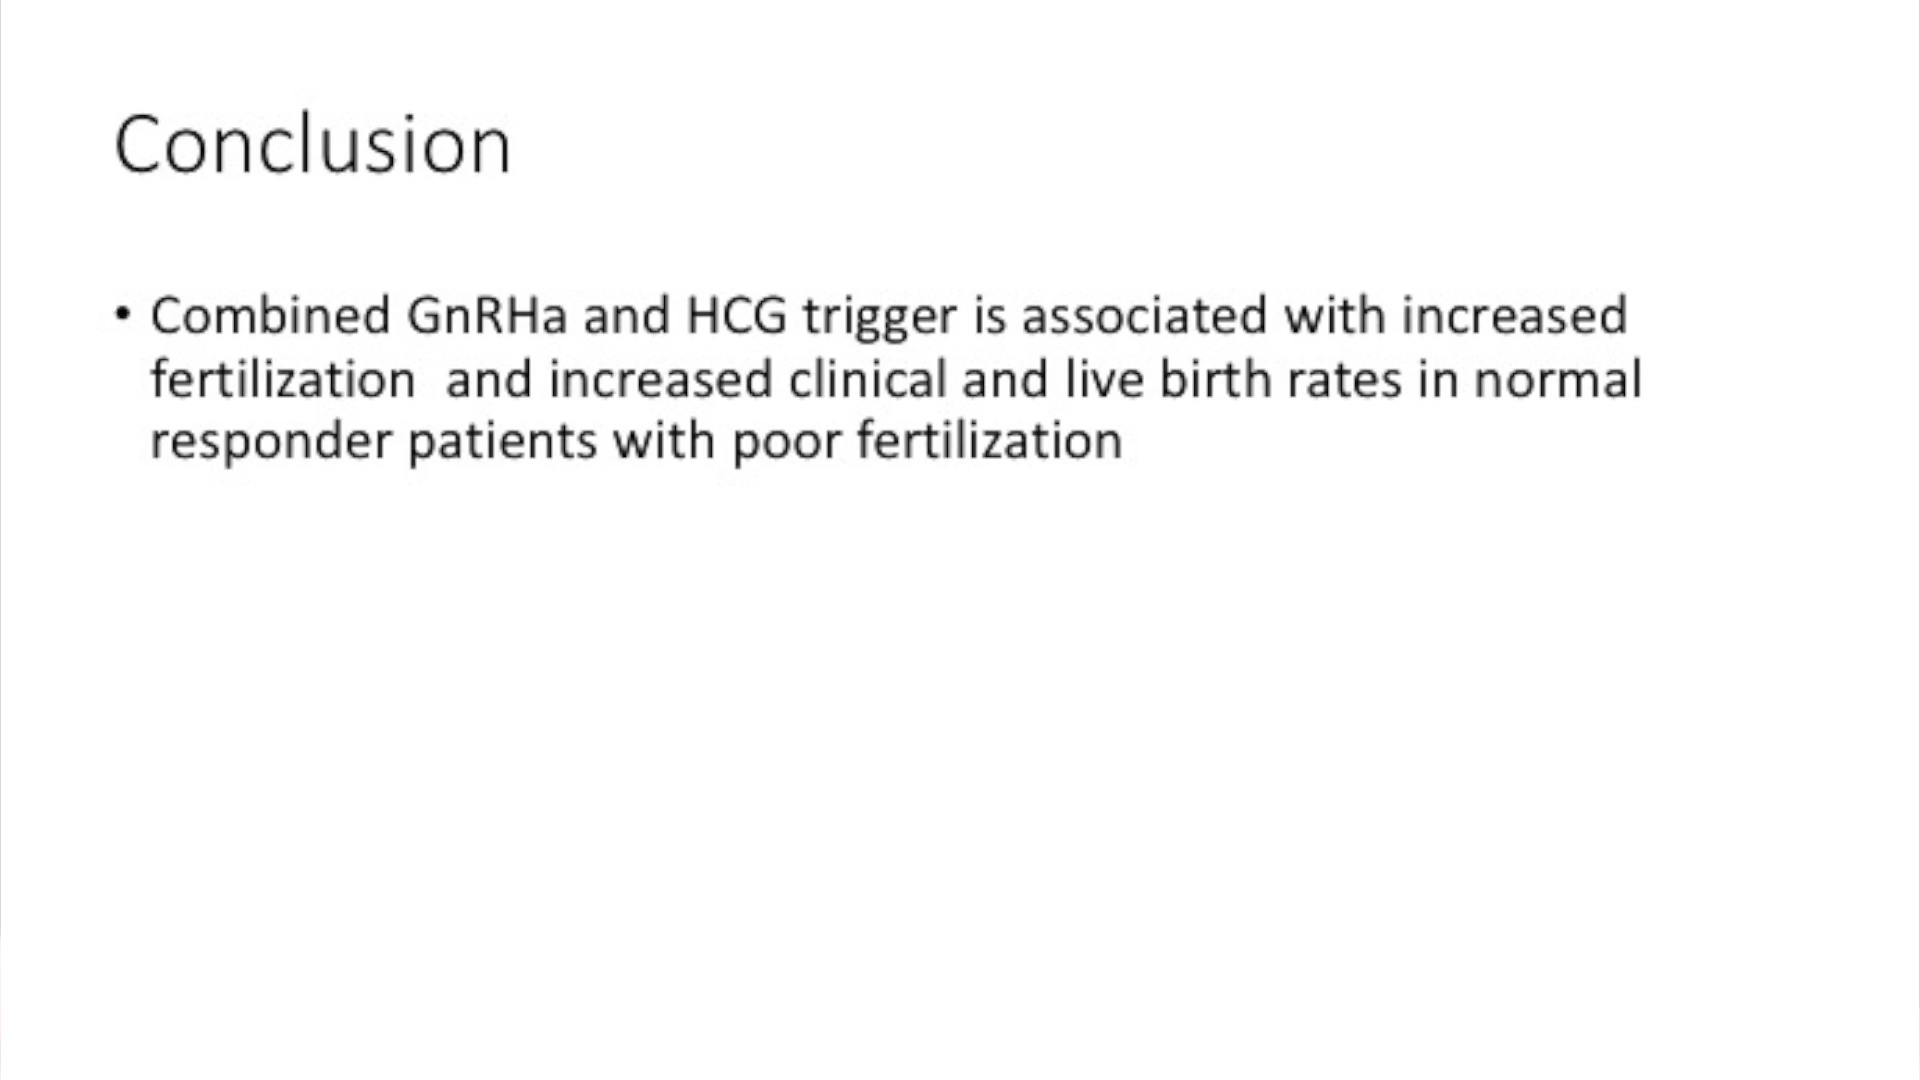 Conclusion
• Combined GnRHa and HCG trigger is associated with increased
fertilization  and increased clinical and live birth rates in normal
responder patients with poor fertilization